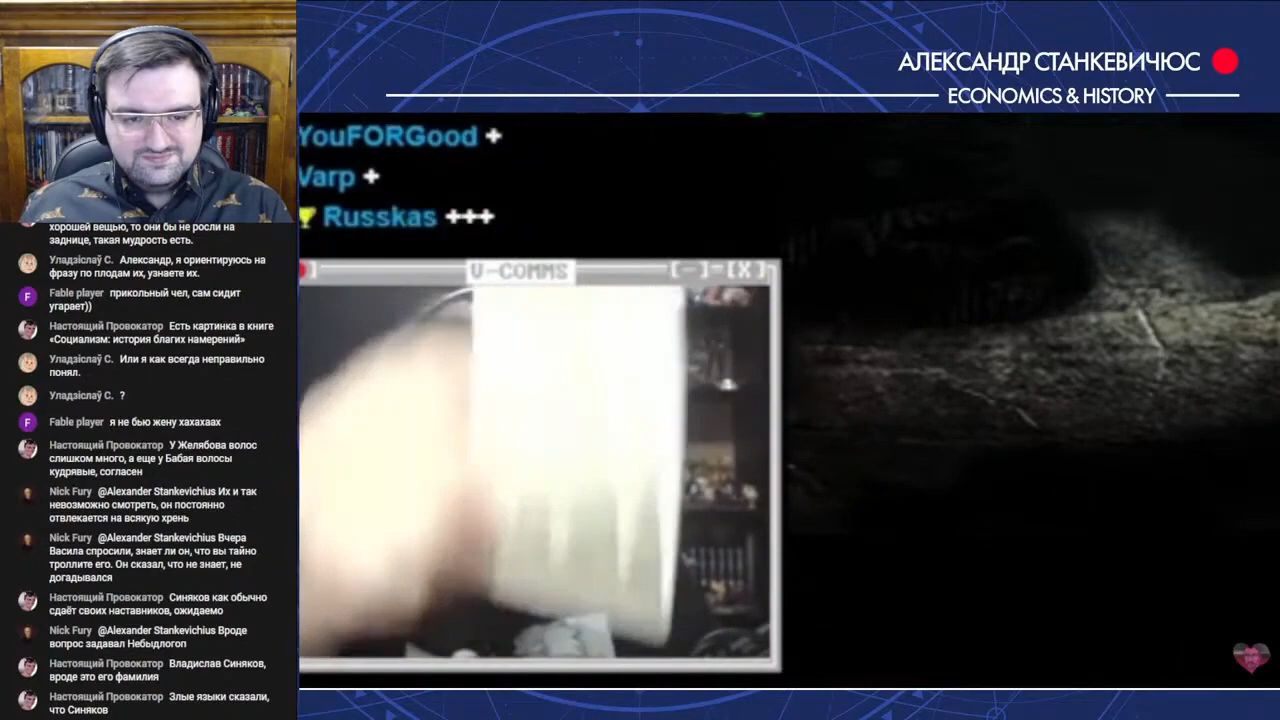 АЛЕКСАНДР СТАНКЕВИЧЮС
ECONOMICS & HISTORY
YouFORGood +
Varp +
Russkas +++
V-COMMS
[X]
хорошей вещью, то они бы не росли на
заднице, такая мудрость есть.
Уладзіслаў С. Александр, я ориентируюсь на
фразу по плодам их, узнаете их.
F
Fable player прикольный чел, сам сидит
угарает))
Настоящий Провокатор Есть картинка в книге
«Социализм: история благих намерений»
Уладзіслаў С. Или я как всегда неправильно
понял.
Уладзіслаў С. ?
F
Fable player я не бью жену хахахаах
Настоящий Провокатор У Желябова волос
слишком много, а еще у Бабая волосы
кудрявые, согласен
Nick Fury @Alexander Stankevichius Их и так
невозможно смотреть, он постоянно
отвлекается на всякую хрень
Nick Fury @Alexander Stankevichius Вчера
Васила спросили, знает ли он, что вы тайно
троллите его. Он сказал, что не знает, не
догадывался
Настоящий Провокатор Синяков как обычно
сдаёт своих наставников, ожидаемо
Nick Fury @Alexander Stankevichius Вроде
вопрос задавал Небыдлогоп
Настоящий Провокатор Владислав Синяков,
вроде это его фамилия
Настоящий Провокатор Злые языки сказали,
что Синяков